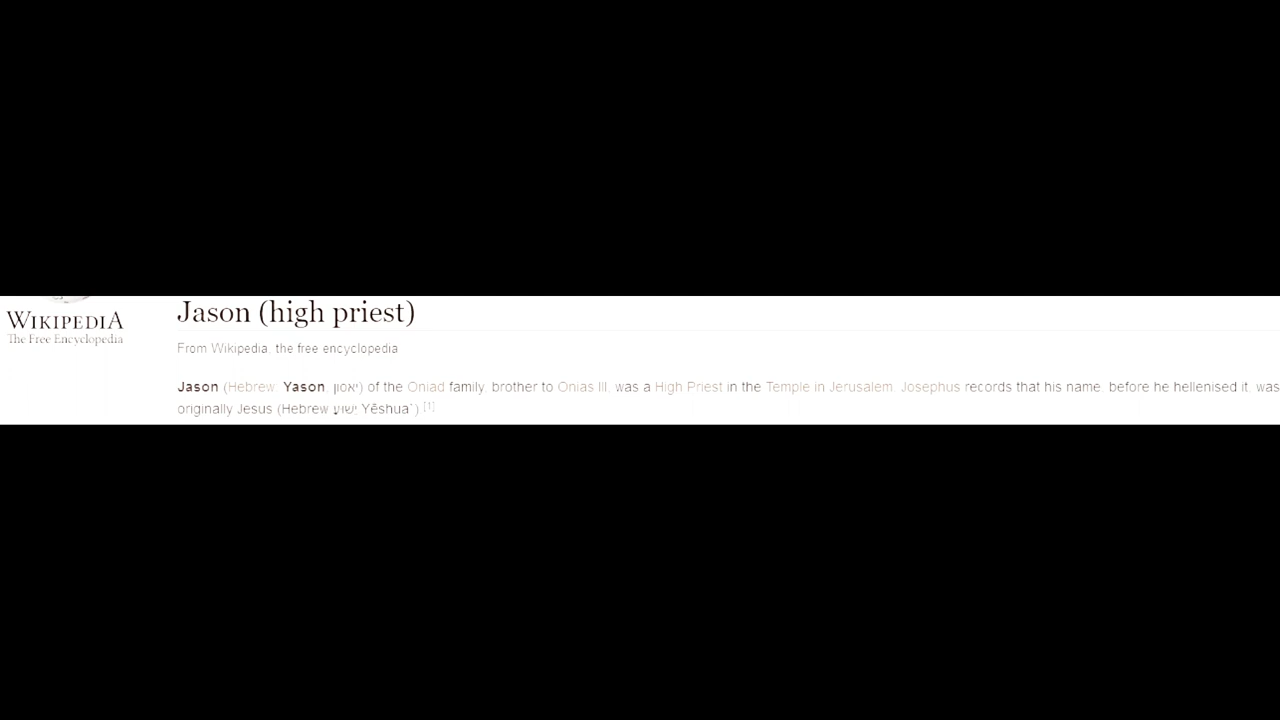 WIKIPEDIA
The Free Encyclopedia
Jason (high priest)
From Wikipedia, the free encyclopedia
Jason (Hebrew: Yason, יאסון) of the Oniad family, brother to Onias III, was a High Priest in the Temple in Jerusalem. Josephus records that his name, before he hellenised it, was
originally Jesus (Hebrew יֵשׁוּעַ Yēshua`).[1]